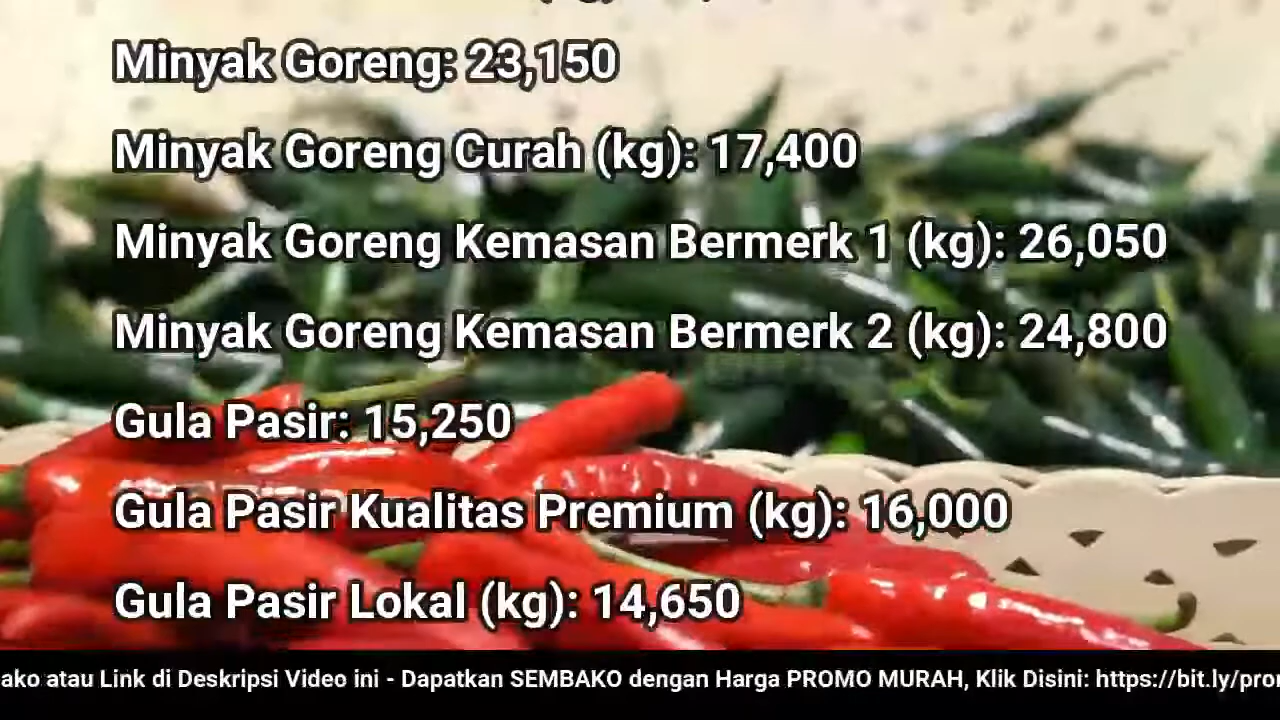 Minyak Goreng: 23,150
Minyak Goreng Curah (kg): 17,400
Minyak Goreng Kemasan Bermerk 1 (kg): 26,050
Minyak Goreng Kemasan Bermerk 2 (kg): 24,800
Gula Pasir: 15,250
Gula Pasir Kualitas Premium (kg): 16,000
Gula Pasir Lokal (kg): 14,650
ako atau Link di Deskripsi Video ini - Dapatkan SEMBAKO dengan Harga PROMO MURAH, Klik Disini: https://bit.ly/pro